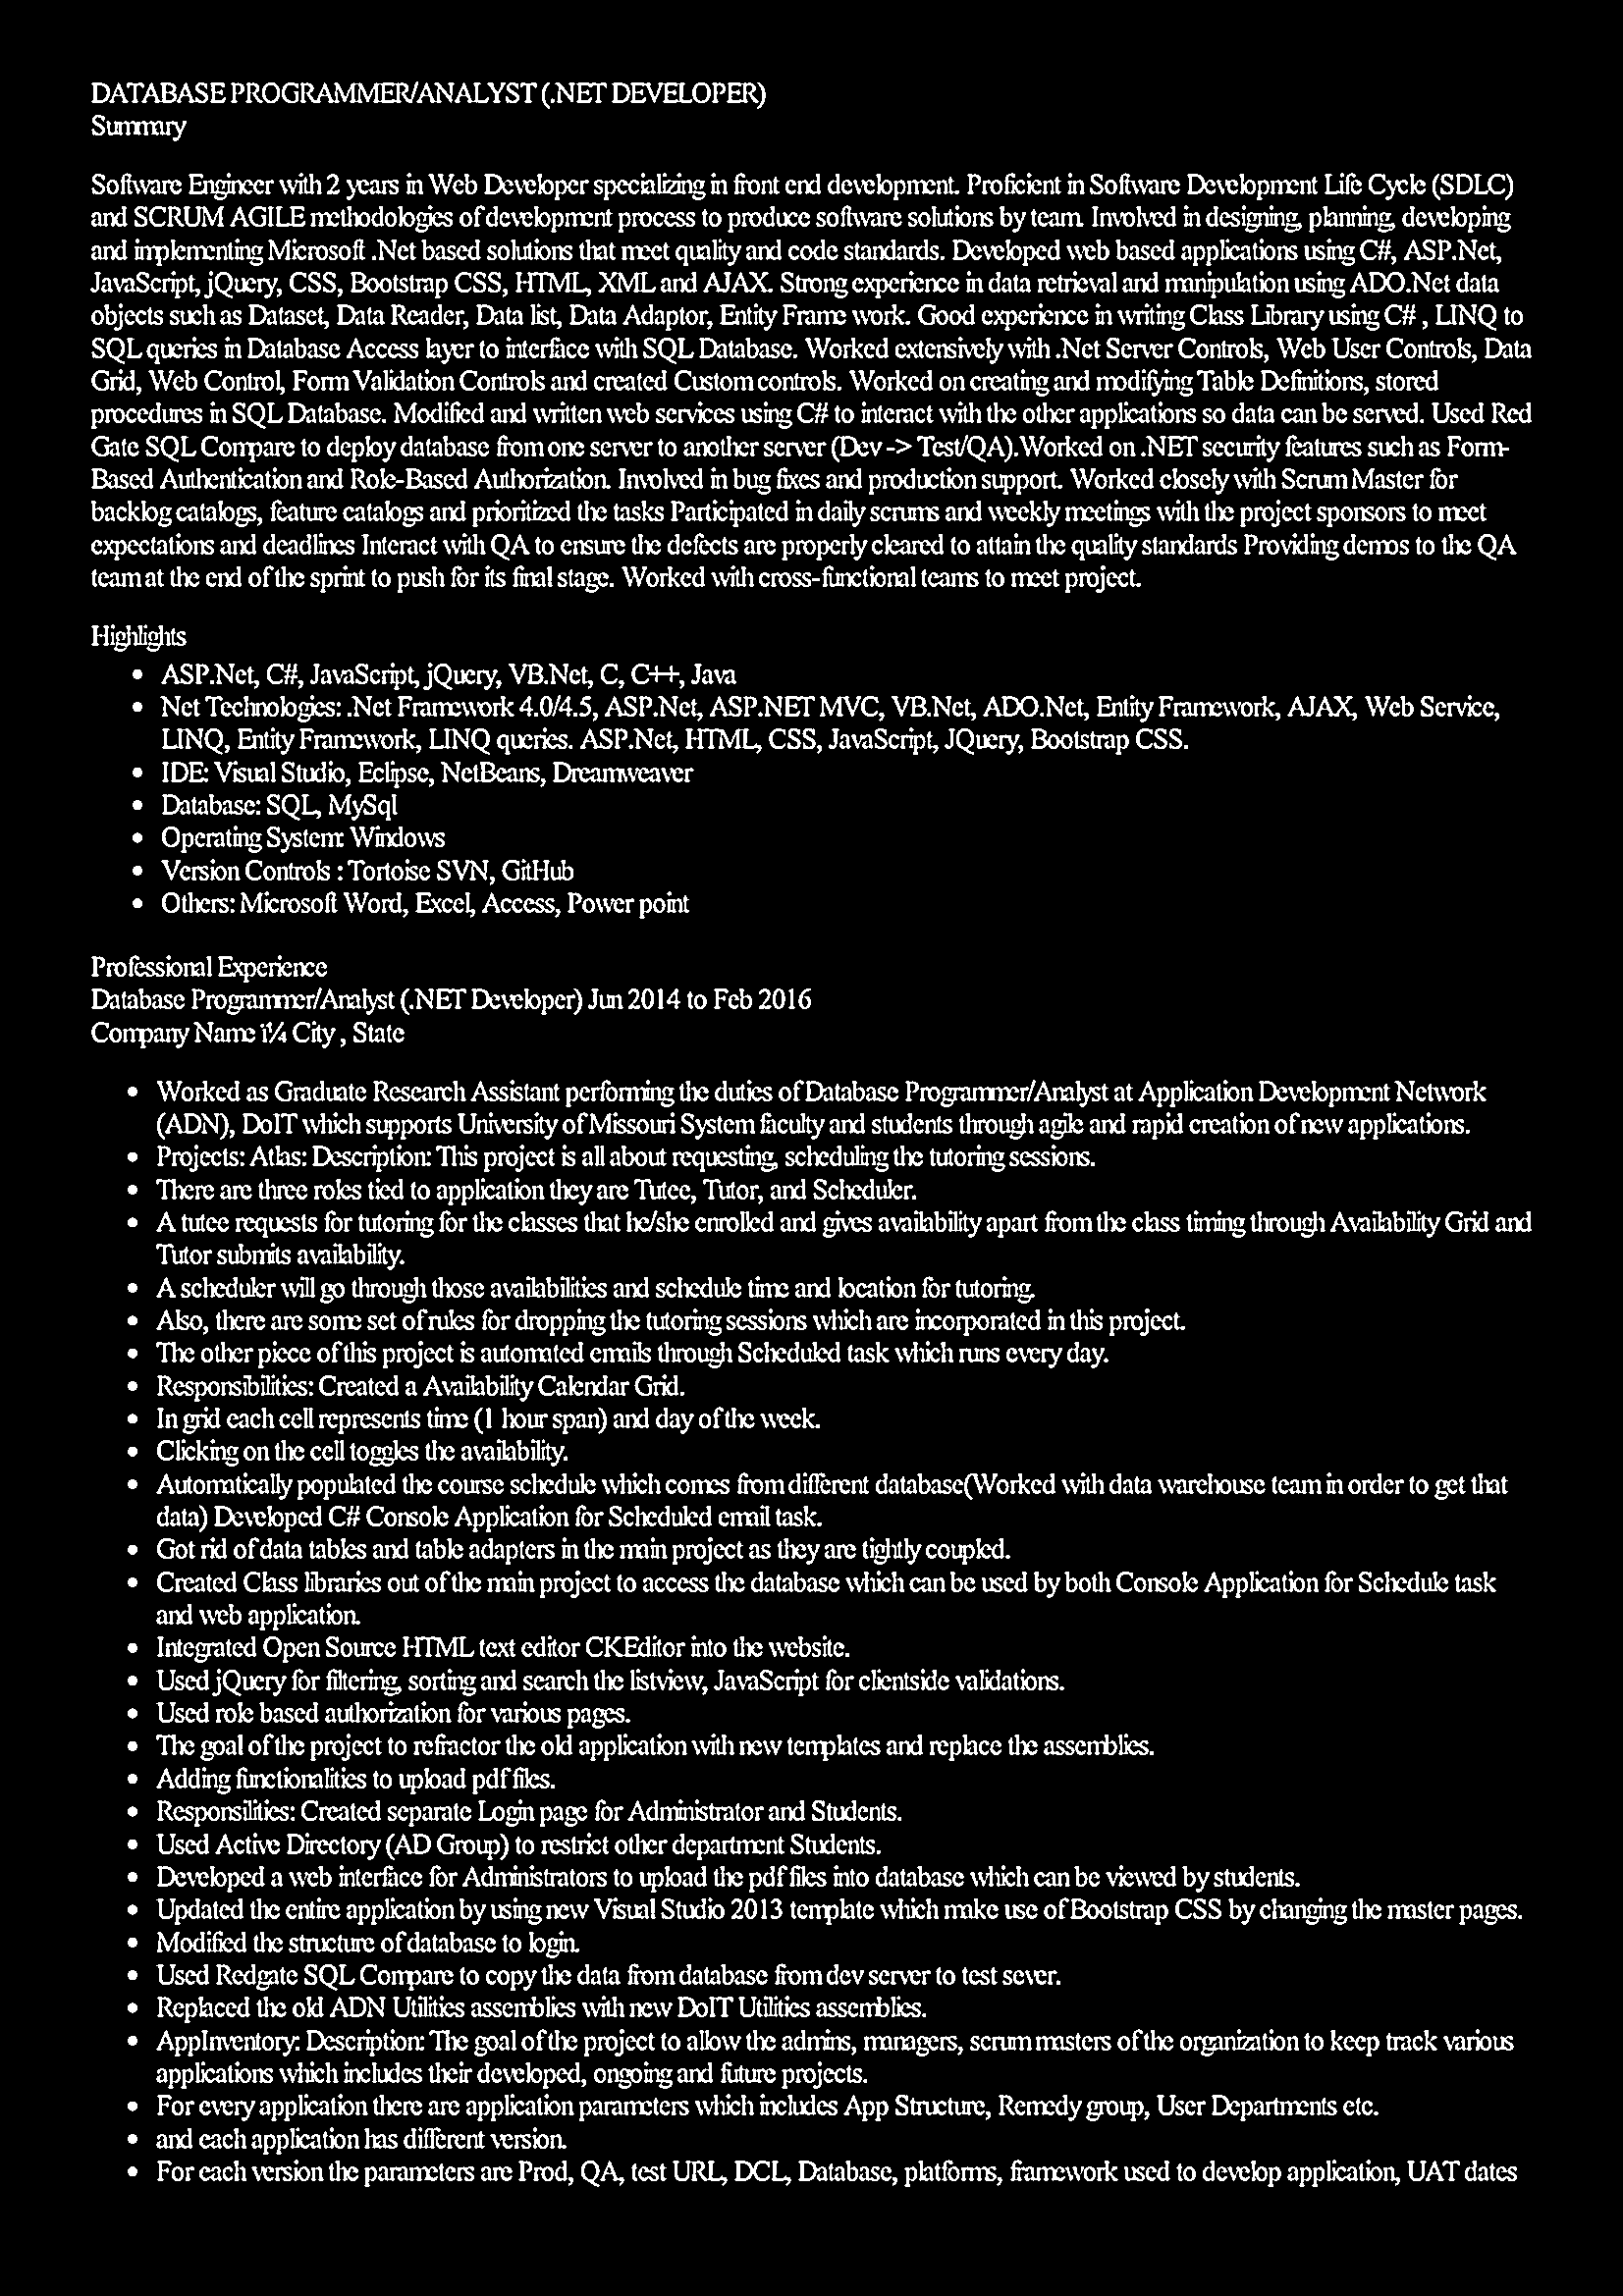 DATABASE PROGRAMMER/ANALYST (.NET DEVELOPER)
Summary
Software Engineer with 2 years in Web Developer specializing in front end development. Proficient in Software Development Life Cycle (SDLC)
and SCRUM AGILE methodologies of development process to produce software solutions by team. Involved in designing, planning, developing
and implementing Microsoft .Net based solutions that meet quality and code standards. Developed web based applications using C#, ASP.Net,
JavaScript, jQuery, CSS, Bootstrap CSS, HTML, XML and AJAX. Strong experience in data retrieval and manipulation using ADO.Net data
objects such as Dataset, Data Reader, Data list, Data Adaptor, Entity Frame work. Good experience in writing Class Library using C# , LINQ to
SQL queries in Database Access layer to interface with SQL Database. Worked extensively with .Net Server Controls, Web User Controls, Data
Grid, Web Control, Form Validation Controls and created Custom controls. Worked on creating and modifying Table Definitions, stored
procedures in SQL Database. Modified and written web services using C# to interact with the other applications so data can be served. Used Red
Gate SQL Compare to deploy database from one server to another server (Dev -> Test/QA).Worked on .NET security features such as Form-
Based Authentication and Role-Based Authorization. Involved in bug fixes and production support. Worked closely with Scrum Master for
backlog catalogs, feature catalogs and prioritized the tasks Participated in daily scrums and weekly meetings with the project sponsors to meet
expectations and deadlines Interact with QA to ensure the defects are properly cleared to attain the quality standards Providing demos to the QA
team at the end of the sprint to push for its final stage. Worked with cross-functional teams to meet project.
Highlights
• ASP.Net, C#, JavaScript, jQuery, VB.Net, C, C++, Java
• Net Technologies: .Net Framework 4.0/4.5, ASP.Net, ASP.NET MVC, VB.Net, ADO.Net, Entity Framework, AJAX, Web Service,
LINQ, Entity Framework, LINQ queries. ASP.Net, HTML, CSS, JavaScript, JQuery, Bootstrap CSS.
• IDE: Visual Studio, Eclipse, NetBeans, Dreamweaver
• Database: SQL, MySql
• Operating System: Windows
• Version Controls : Tortoise SVN, GitHub
• Others: Microsoft Word, Excel, Access, Power point
Professional Experience
Database Programmer/Analyst (.NET Developer) Jun 2014 to Feb 2016
Company Name ï¼ City , State
• Worked as Graduate Research Assistant performing the duties of Database Programmer/Analyst at Application Development Network
(ADN), DoIT which supports University of Missouri System faculty and students through agile and rapid creation of new applications.
• Projects: Atlas: Description: This project is all about requesting, scheduling the tutoring sessions.
• There are three roles tied to application they are Tutee, Tutor, and Scheduler.
• A tutee requests for tutoring for the classes that he/she enrolled and gives availability apart from the class timing through Availability Grid and
Tutor submits availability.
• A scheduler will go through those availabilities and schedule time and location for tutoring.
• Also, there are some set of rules for dropping the tutoring sessions which are incorporated in this project.
• The other piece of this project is automated emails through Scheduled task which runs every day.
• Responsibilities: Created a Availability Calendar Grid.
• In grid each cell represents time (1 hour span) and day of the week.
• Clicking on the cell toggles the availability.
• Automatically populated the course schedule which comes from different database(Worked with data warehouse team in order to get that
data) Developed C# Console Application for Scheduled email task.
• Got rid of data tables and table adapters in the main project as they are tightly coupled.
• Created Class libraries out of the main project to access the database which can be used by both Console Application for Schedule task
and web application.
• Integrated Open Source HTML text editor CKEditor into the website.
• Used jQuery for filtering, sorting and search the listview, JavaScript for clientside validations.
• Used role based authorization for various pages.
• The goal of the project to refractor the old application with new templates and replace the assemblies.
• Adding functionalities to upload pdf files.
• Responsilities: Created separate Login page for Administrator and Students.
• Used Active Directory (AD Group) to restrict other department Students.
• Developed a web interface for Administrators to upload the pdf files into database which can be viewed by students.
• Updated the entire application by using new Visual Studio 2013 template which make use of Bootstrap CSS by changing the master pages.
• Modified the structure of database to login.
• Used Redgate SQL Compare to copy the data from database from dev server to test sever.
• Replaced the old ADN Utilities assemblies with new DoIT Utilities assemblies.
• AppInventory: Description: The goal of the project to allow the admins, managers, scrum masters of the organization to keep track various
applications which includes their developed, ongoing and future projects.
• For every application there are application parameters which includes App Structure, Remedy group, User Departments etc.
• and each application has different version.
• For each version the parameters are Prod, QA, test URL, DCL, Database, platforms, framework used to develop application, UAT dates